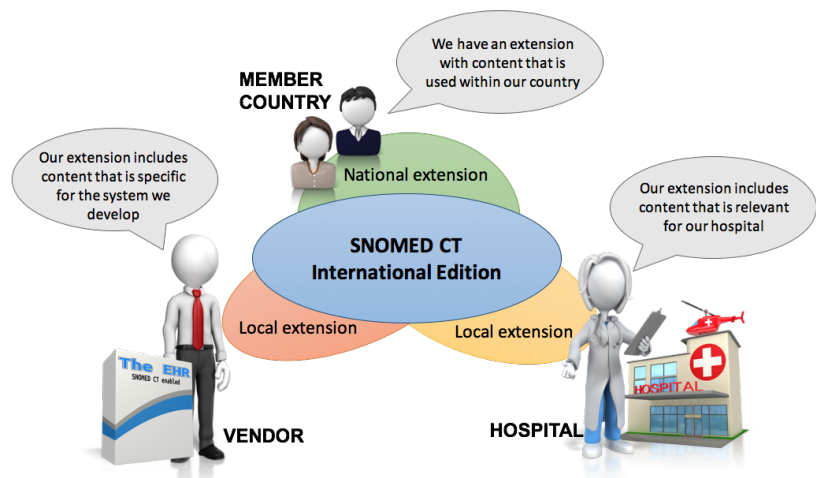 We have an extension
with content that is
used within our country
MEMBER
COUNTRY
Our extension includes
content that is specific
for the system we
develop
National extension
Our extension includes
content that is relevant
for our hospital
SNOMED CT
International Edition
Local extension
Local extension
The EHR
SNOMED CT enabled
HOSPITAL
VENDOR
HOSPITAL